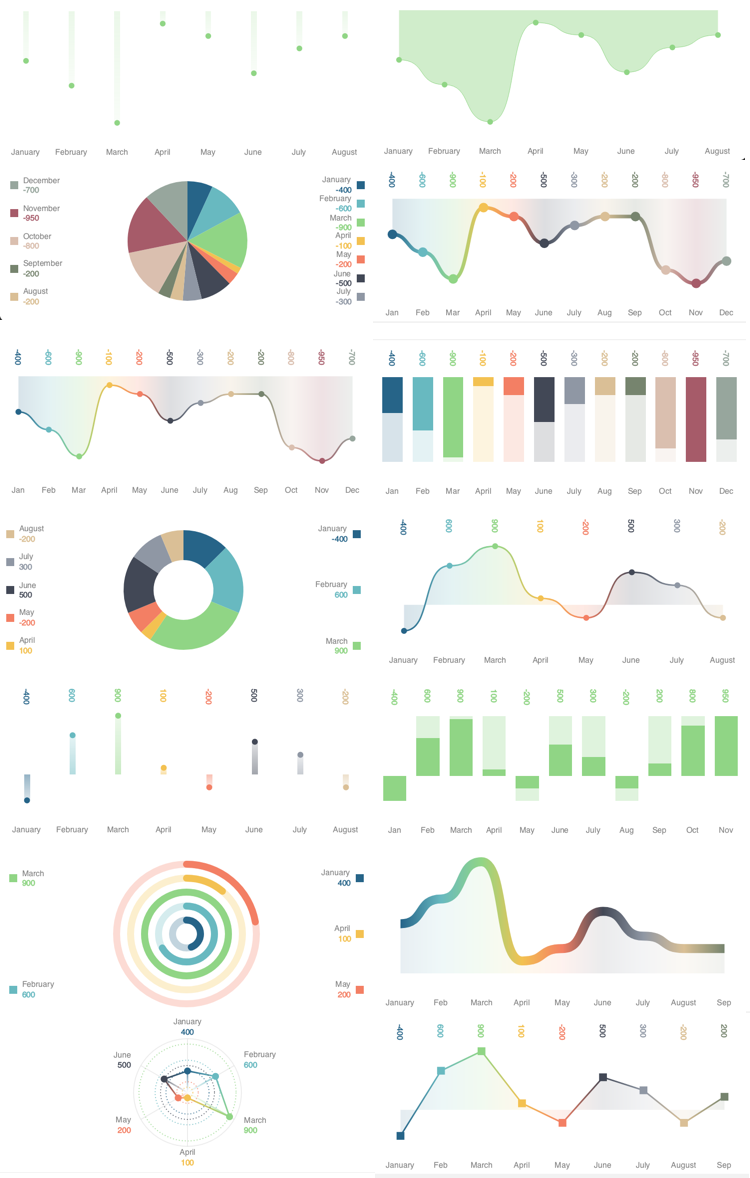 January February March April May June July August
January February March April May June July August
December
-700
November
-950
October
-800
September
-200
August
-200
January
-400
February
-600
March
-900
April
-100
May
-200
June
-500
July
-300
-400 -600 -900 -100 -200 -500 -300 -200 -200 -800 -950 -700
Jan Feb Mar April May June July Aug Sep Oct Nov Dec
-400 -600 -900 -100 -200 -500 -300 -200 -200 -800 -950 -700
Jan Feb Mar April May June July Aug Sep Oct Nov Dec
-400 -600 -900 -100 -200 -500 -300 -200 -200 -800 -950 -700
Jan Feb Mar April May June July Aug Sep Oct Nov Dec
August
-200
July
300
June
500
May
-200
April
100
January
-400
February
600
March
900
-400 600 900 100 -200 500 300 -200
January February March April May June July August
-400 600 900 100 -200 500 300 -200
January February March April May June July August
-400 600 900 100 -200 500 300 -200 200 800 950
Jan Feb March April May June July Aug Sep Oct Nov
March
900
February
600
January
400
April
100
May
200
January February March April May June July August Sep
January
400
February
600
March
900
April
100
May
200
June
500
-400 600 900 100 -200 500 300 -200 200
January Feb March April May June July August Sep